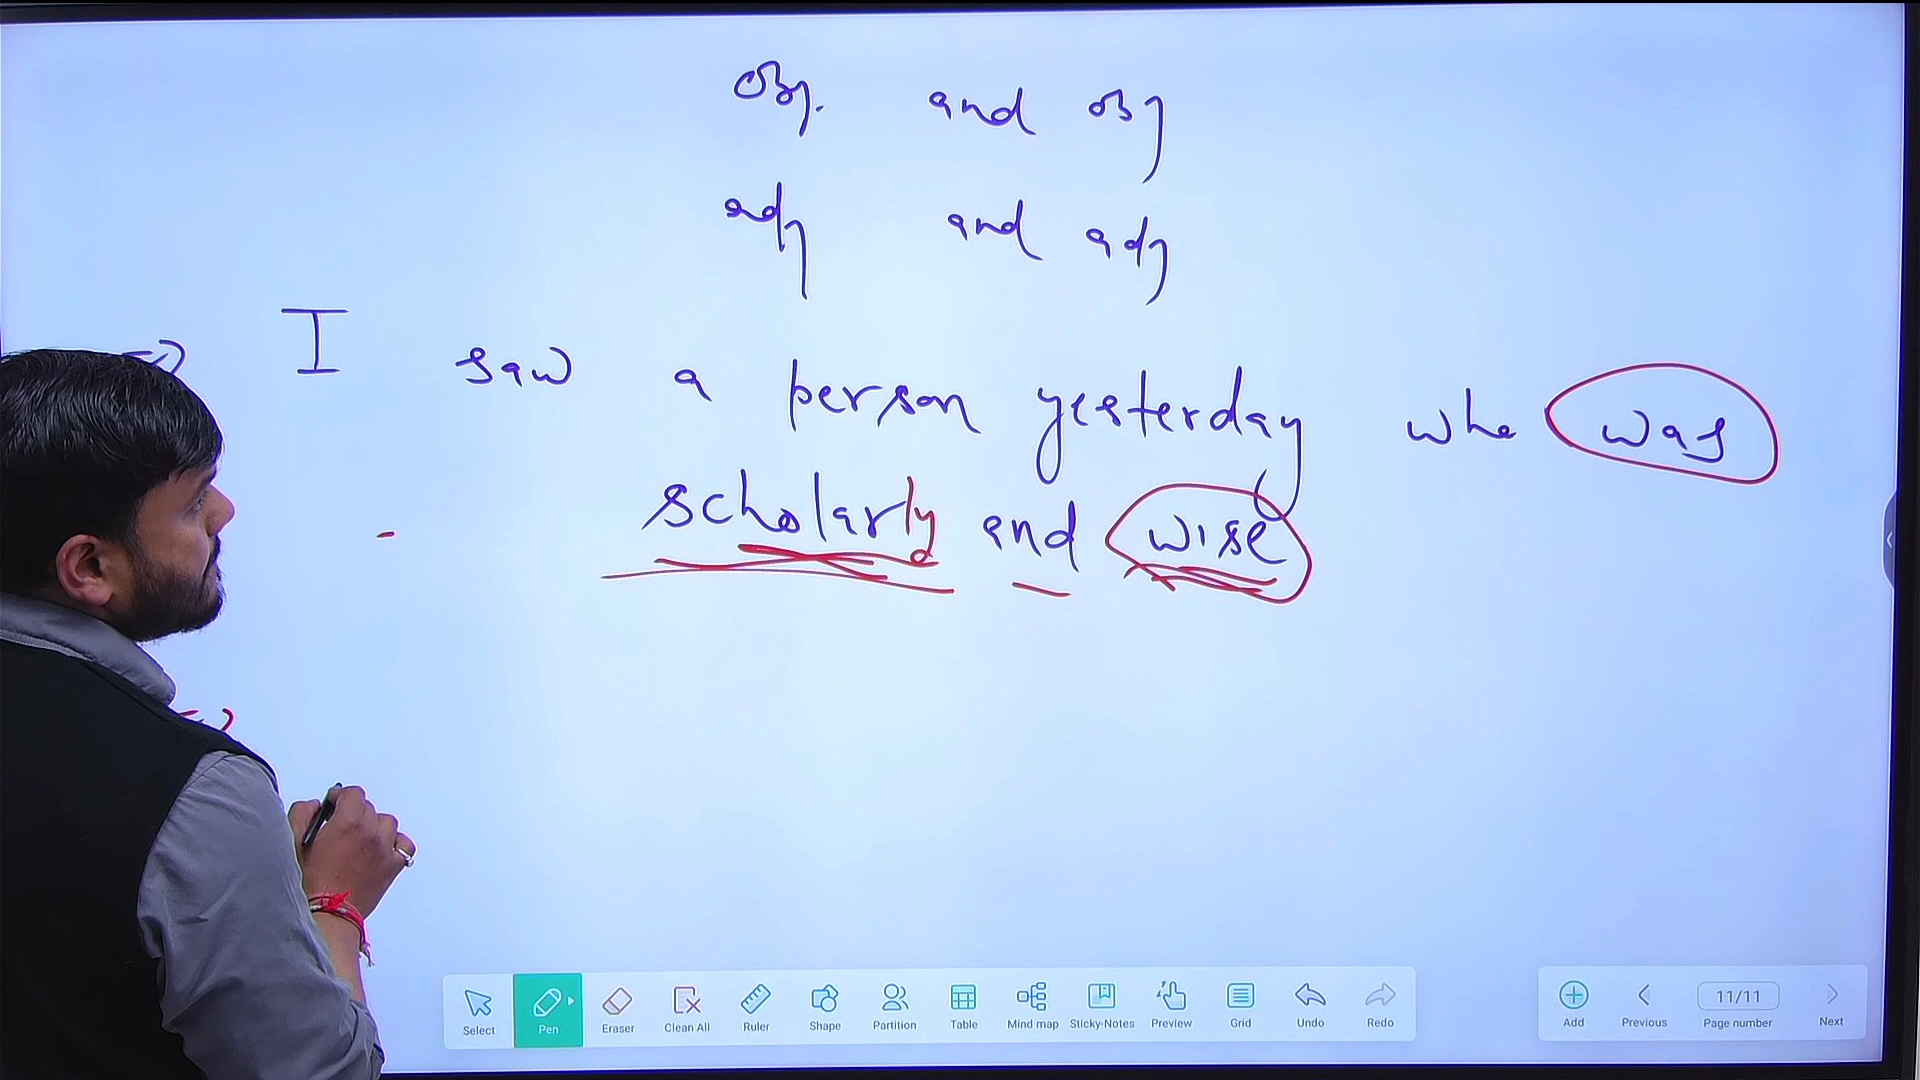 obj. and obj
adj and adj
=> I saw a person yesterday who was
scholarly and wise
=>
Select Pen Eraser Clean All Ruler Shape Partition Table Mind map Sticky-Notes Preview Grid Undo Redo
Add Previous 11/11 Page number Next